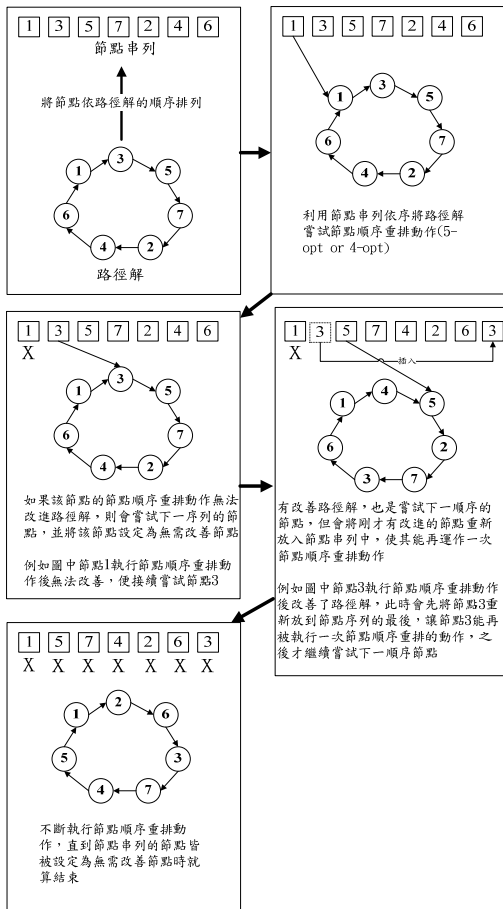 1 3 5 7 2 4 6
節點串列
將節點依路徑解的順序排列
3
1 5
6 7
4 2
路徑解
1 3 5 7 2 4 6
3
1 5
6 7
4 2
利用節點串列依序將路徑解
嘗試節點順序重排動作(5-
opt or 4-opt)
1 3 5 7 2 4 6
X
3
1 5
6 7
4 2
如果該節點的節點順序重排動作無法
改進路徑解，則會嘗試下一序列的節
點，並將該節點設定為無需改善節點
例如圖中節點1執行節點順序重排動
作後無法改善，便接續嘗試節點3
1 3 5 7 4 2 6 3
X
插入
4
1 5
6 2
3 7
有改善路徑解，也是嘗試下一順序的
節點，但會將剛才有改進的節點重新
放入節點串列中，使其能再運作一次
節點順序重排動作
例如圖中節點3執行節點順序重排動作
後改善了路徑解，此時會先將節點3重
新放到節點序列的最後，讓節點3能再
被執行一次節點順序重排的動作，之
後才繼續嘗試下一順序節點
1 5 7 4 2 6 3
X X X X X X X
2
1 6
5 3
4 7
不斷執行節點順序重排動
作，直到節點串列的節點皆
被設定為無需改善節點時就
算結束